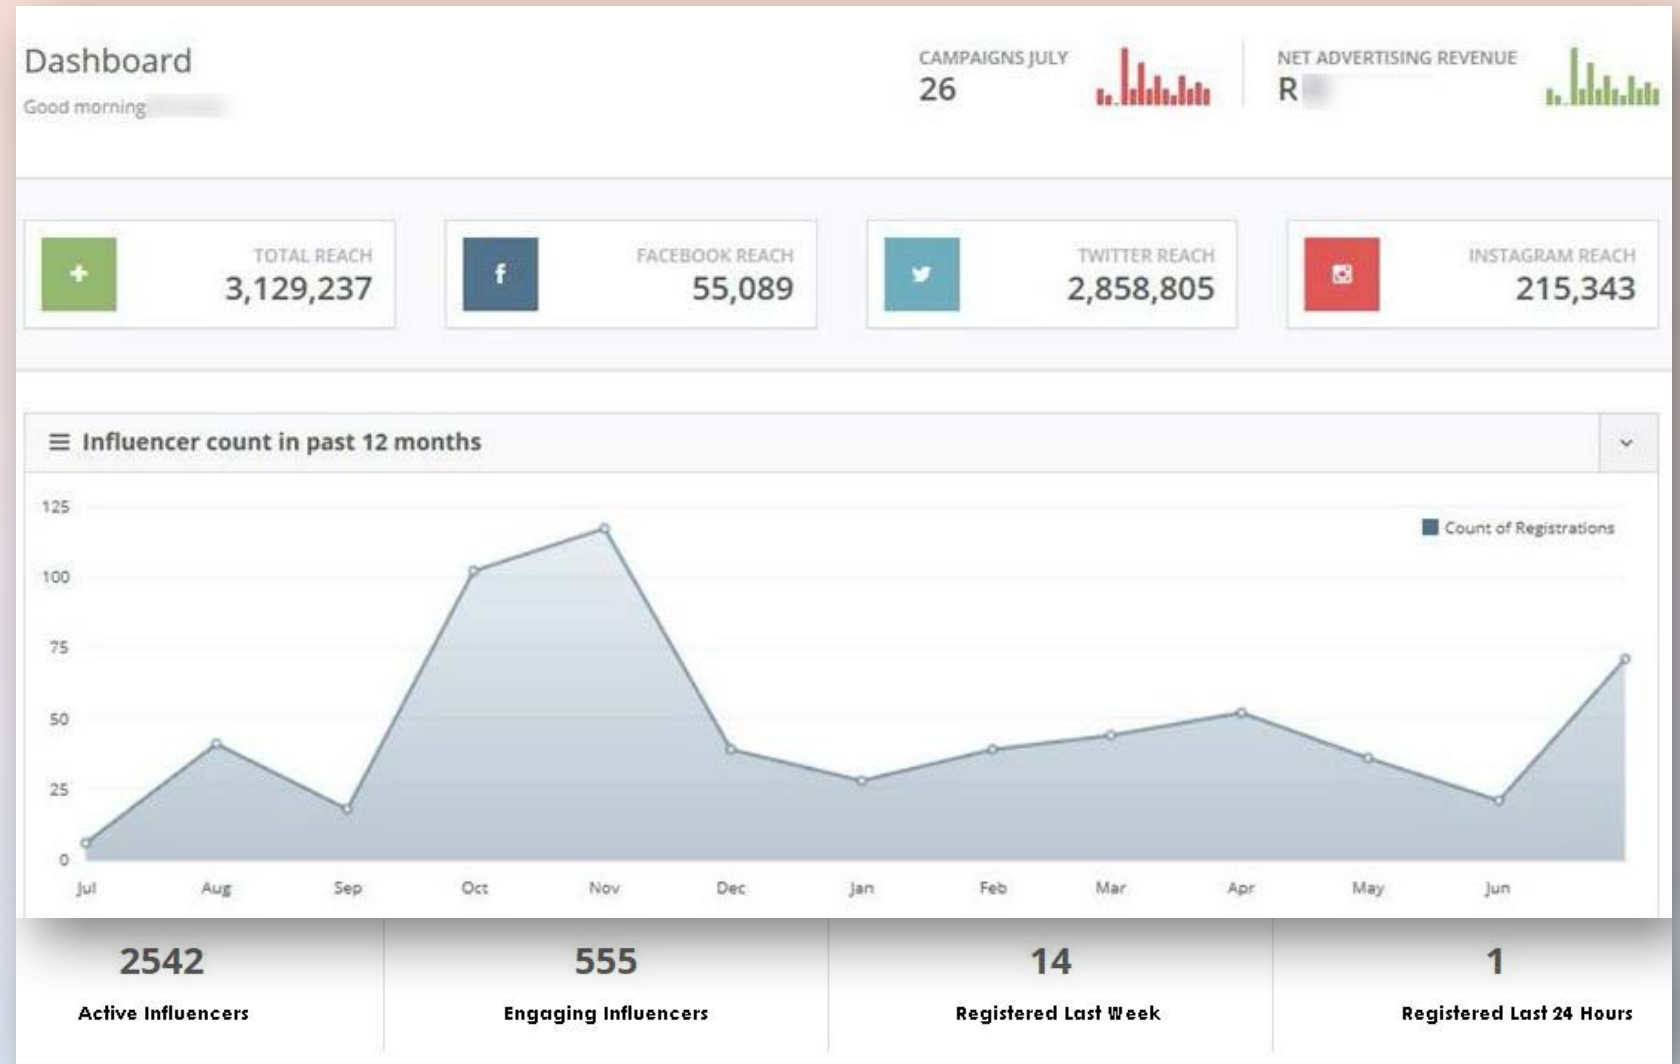 Dashboard
Good morning
CAMPAIGNS JULY
26
NET ADVERTISING REVENUE
R
TOTAL REACH
3,129,237
f
FACEBOOK REACH
55,089
TWITTER REACH
2,858,805
INSTAGRAM REACH
215,343
Influencer count in past 12 months
125
Count of Registrations
100
75
50
25
0
Jul Aug Sep Oct Nov Dec Jan Feb Mar Apr May Jun
2542 555 14 1
Active Influencers Engaging Influencers Registered Last Week Registered Last 24 Hours